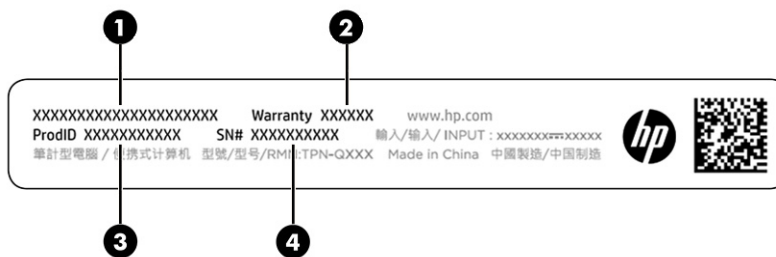 1
2
XXXXXXXXXXXXXXXXXXXXX Warranty XXXXXX www.hp.com
ProdID XXXXXXXXXXX SN# XXXXXXXXXX 輸入/输入/ INPUT : XXXXXXXX⎓XXXXX hp
筆計型電腦 / 便携式计算机 型號/型号/RMN:TPN-QXXX Made in China 中國製造/中国制造
3
4